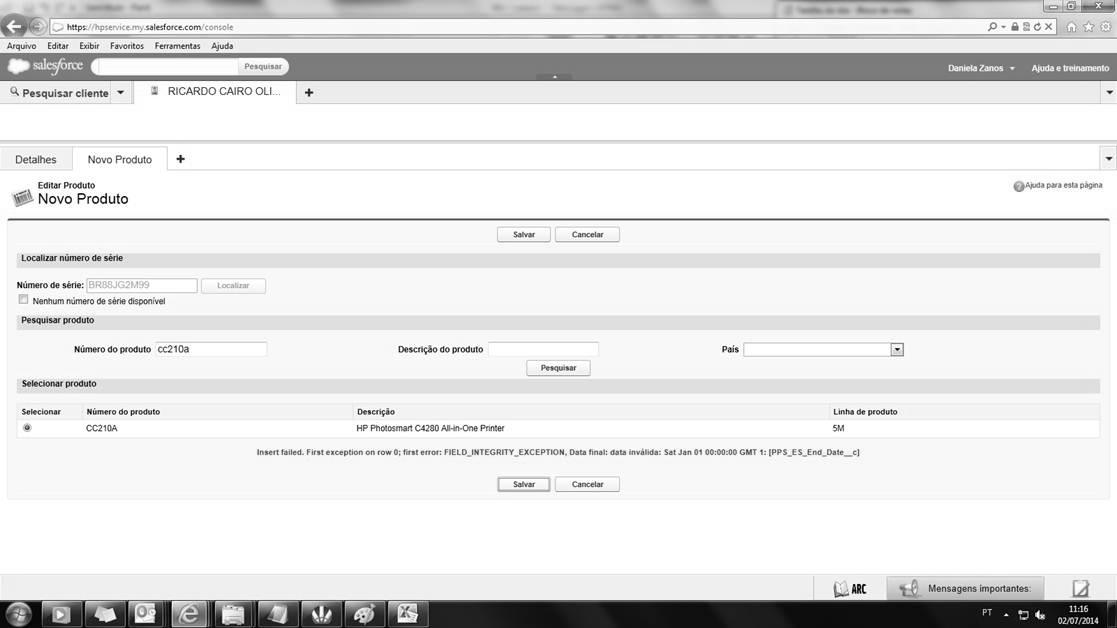 https://hpservice.my.salesforce.com/console
Arquivo Editar Exibir Favoritos Ferramentas Ajuda
salesforce Pesquisar Daniela Zanos Ajuda e treinamento
Pesquisar cliente RICARDO CAIRO OLI...
Detalhes Novo Produto
Editar Produto
Novo Produto
Ajuda para esta página
Salvar Cancelar
Localizar número de série
Número de série: BR88JG2M99 Localizar
Nenhum número de série disponível
Pesquisar produto
Número do produto cc210a Descrição do produto País
Pesquisar
Selecionar produto
Selecionar Número do produto Descrição Linha de produto
CC210A HP Photosmart C4280 All-in-One Printer 5M
Insert failed. First exception on row 0; first error: FIELD_INTEGRITY_EXCEPTION, Data final: data inválida: Sat Jan 01 00:00:00 GMT 1: [PPS_ES_End_Date__c]
Salvar Cancelar
ARC Mensagens importantes:
PT 11:16
02/07/2014